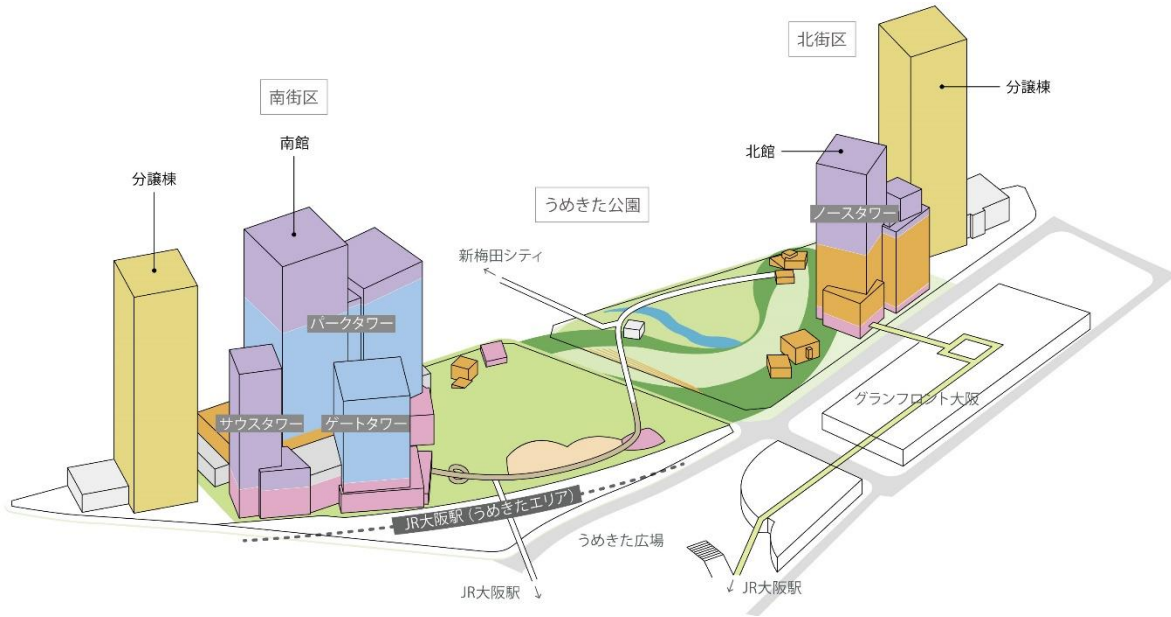 北街区
分譲棟
南街区
南館
北館
分譲棟
うめきた公園
ノースタワー
新梅田シティ
パークタワー
グランフロント大阪
サウスタワー
ゲートタワー
JR大阪駅（うめきたエリア）
うめきた広場
JR大阪駅
JR大阪駅